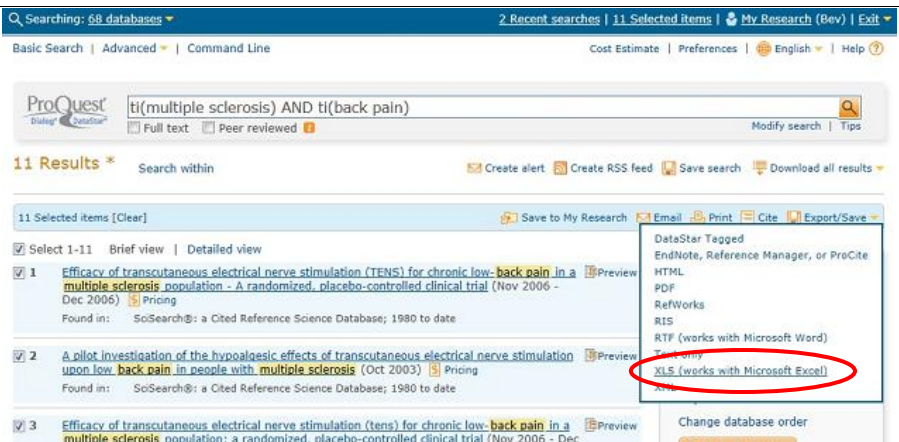 Searching: 68 databases
2 Recent searches | 11 Selected items | My Research (Bev) | Exit
Basic Search | Advanced | Command Line
Cost Estimate | Preferences | English | Help ?
ProQuest
Dialog DataStar
ti(multiple sclerosis) AND ti(back pain)
Full text Peer reviewed
Modify search | Tips
11 Results *
Search within
Create alert Create RSS feed Save search Download all results
11 Selected items [Clear]
Save to My Research Email Print Cite Export/Save
Select 1-11 Brief view | Detailed view
1 Efficacy of transcutaneous electrical nerve stimulation (TENS) for chronic low-back pain in a
multiple sclerosis population - A randomized, placebo-controlled clinical trial (Nov 2006 -
Dec 2006) $ Pricing
Preview
Found in: SciSearch®: a Cited Reference Science Database; 1980 to date
2 A pilot investigation of the hypoalgesic effects of transcutaneous electrical nerve stimulation
upon low back pain in people with multiple sclerosis (Oct 2003) $ Pricing
Preview
Found in: SciSearch®: a Cited Reference Science Database; 1980 to date
3 Efficacy of transcutaneous electrical nerve stimulation (tens) for chronic low-back pain in a
multiple sclerosis population: a randomized, placebo-controlled clinical trial (Nov 2006 - Dec
Preview
DataStar Tagged
EndNote, Reference Manager, or ProCite
HTML
PDF
RefWorks
RIS
RTF (works with Microsoft Word)
Text only
XLS (works with Microsoft Excel)
XML
Change database order